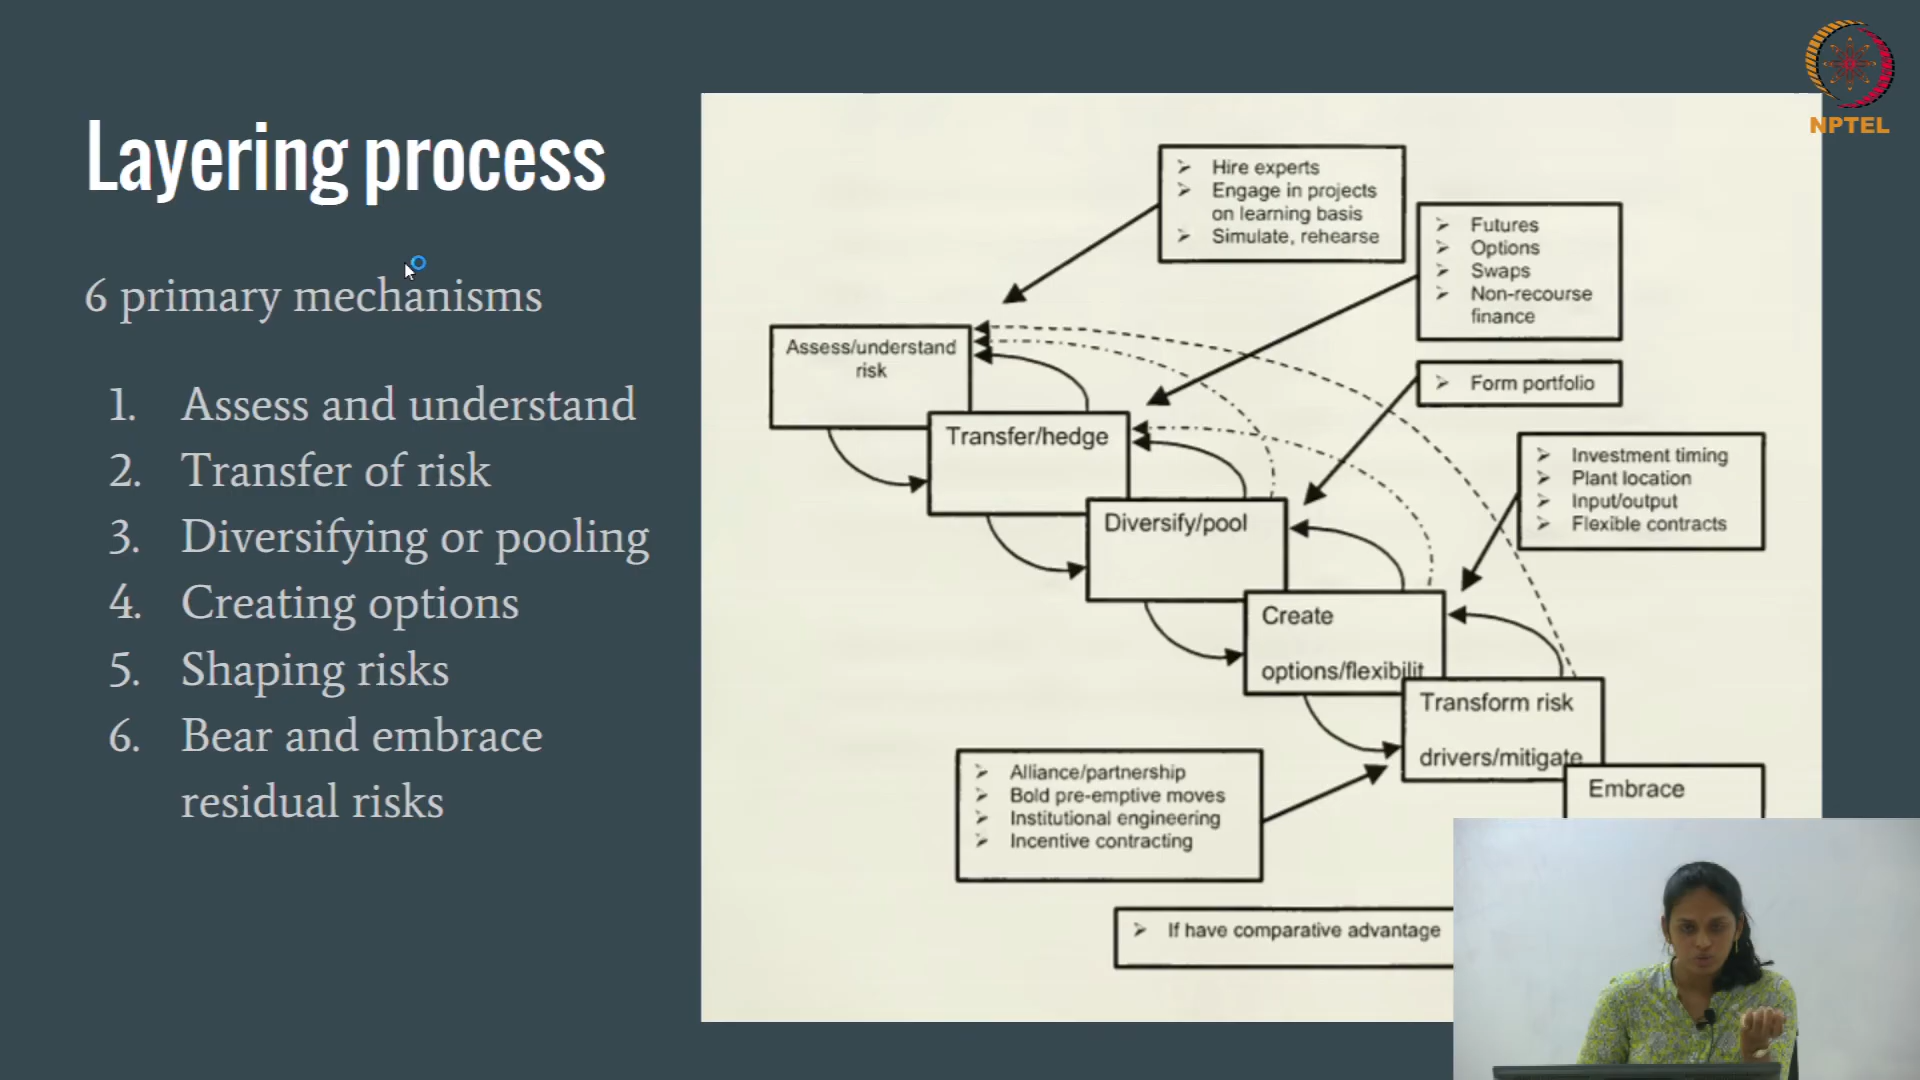 Layering process
6 primary mechanisms
1. Assess and understand
2. Transfer of risk
3. Diversifying or pooling
4. Creating options
5. Shaping risks
6. Bear and embrace
residual risks
NPTEL
➢ Hire experts
➢ Engage in projects
on learning basis
➢ Simulate, rehearse
➢ Futures
➢ Options
➢ Swaps
➢ Non-recourse
finance
➢ Form portfolio
➢ Investment timing
➢ Plant location
➢ Input/output
➢ Flexible contracts
Assess/understand
risk
Transfer/hedge
Diversify/pool
Create
options/flexibilit
Transform risk
drivers/mitigate
Embrace
➢ Alliance/partnership
➢ Bold pre-emptive moves
➢ Institutional engineering
➢ Incentive contracting
➢ If have comparative advantage